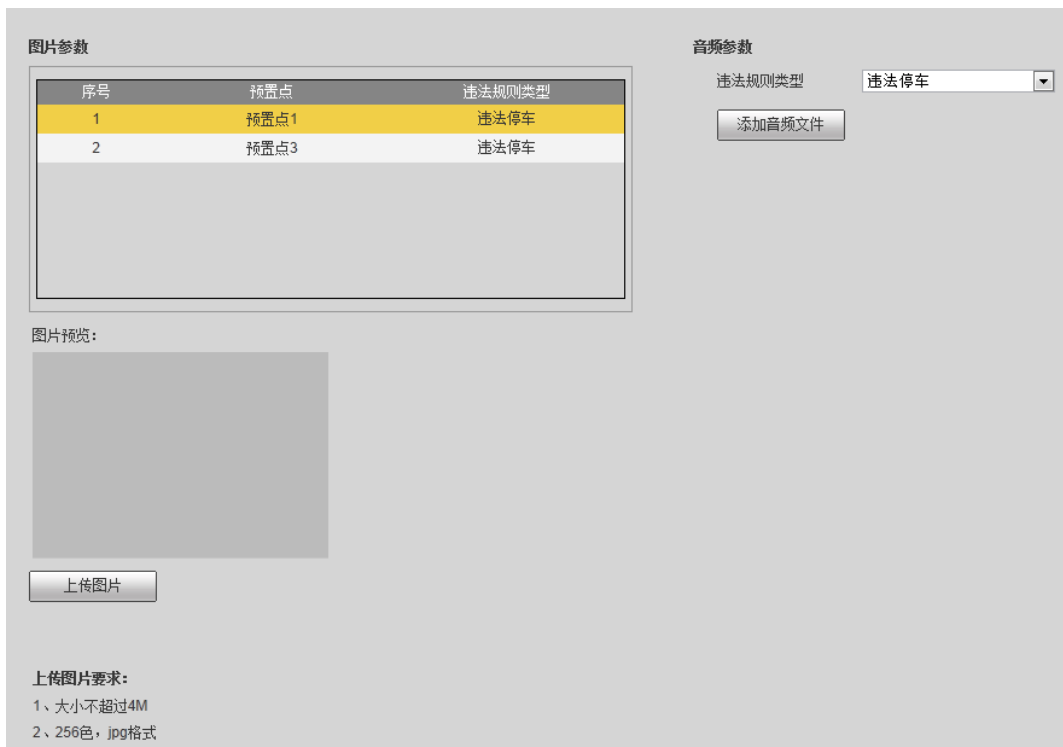 图片参数
序号 预置点 违法规则类型
1 预置点1 违法停车
2 预置点3 违法停车
图片预览：
上传图片
上传图片要求：
1、大小不超过4M
2、256色，jpg格式
音频参数
违法规则类型 违法停车
添加音频文件